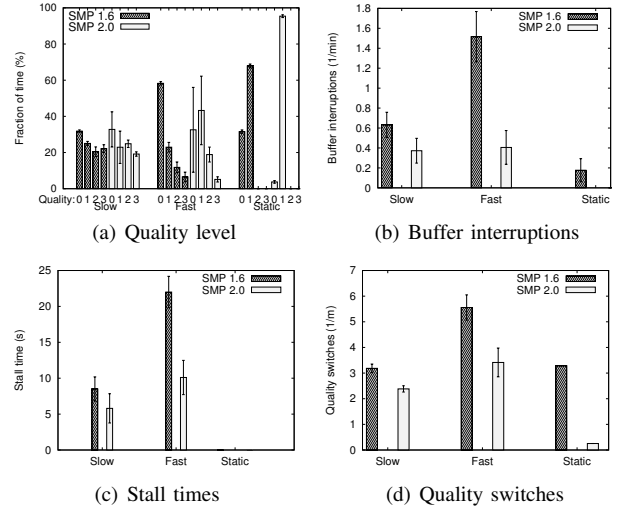 SMP 1.6
SMP 2.0
Fraction of time (%)
100
80
60
40
20
0
Quality: 0 1 2 3 0 1 2 3 0 1 2 3 0 1 2 3 0 1 2 3 0 1 2 3
Slow Fast Static
(a) Quality level
SMP 1.6
SMP 2.0
Buffer interruptions (1/min)
1.8
1.6
1.4
1.2
1
0.8
0.6
0.4
0.2
0
Slow Fast Static
(b) Buffer interruptions
SMP 1.6
SMP 2.0
Stall time (s)
25
20
15
10
5
0
Slow Fast Static
(c) Stall times
SMP 1.6
SMP 2.0
Quality switches (1/m)
7
6
5
4
3
2
1
0
Slow Fast Static
(d) Quality switches